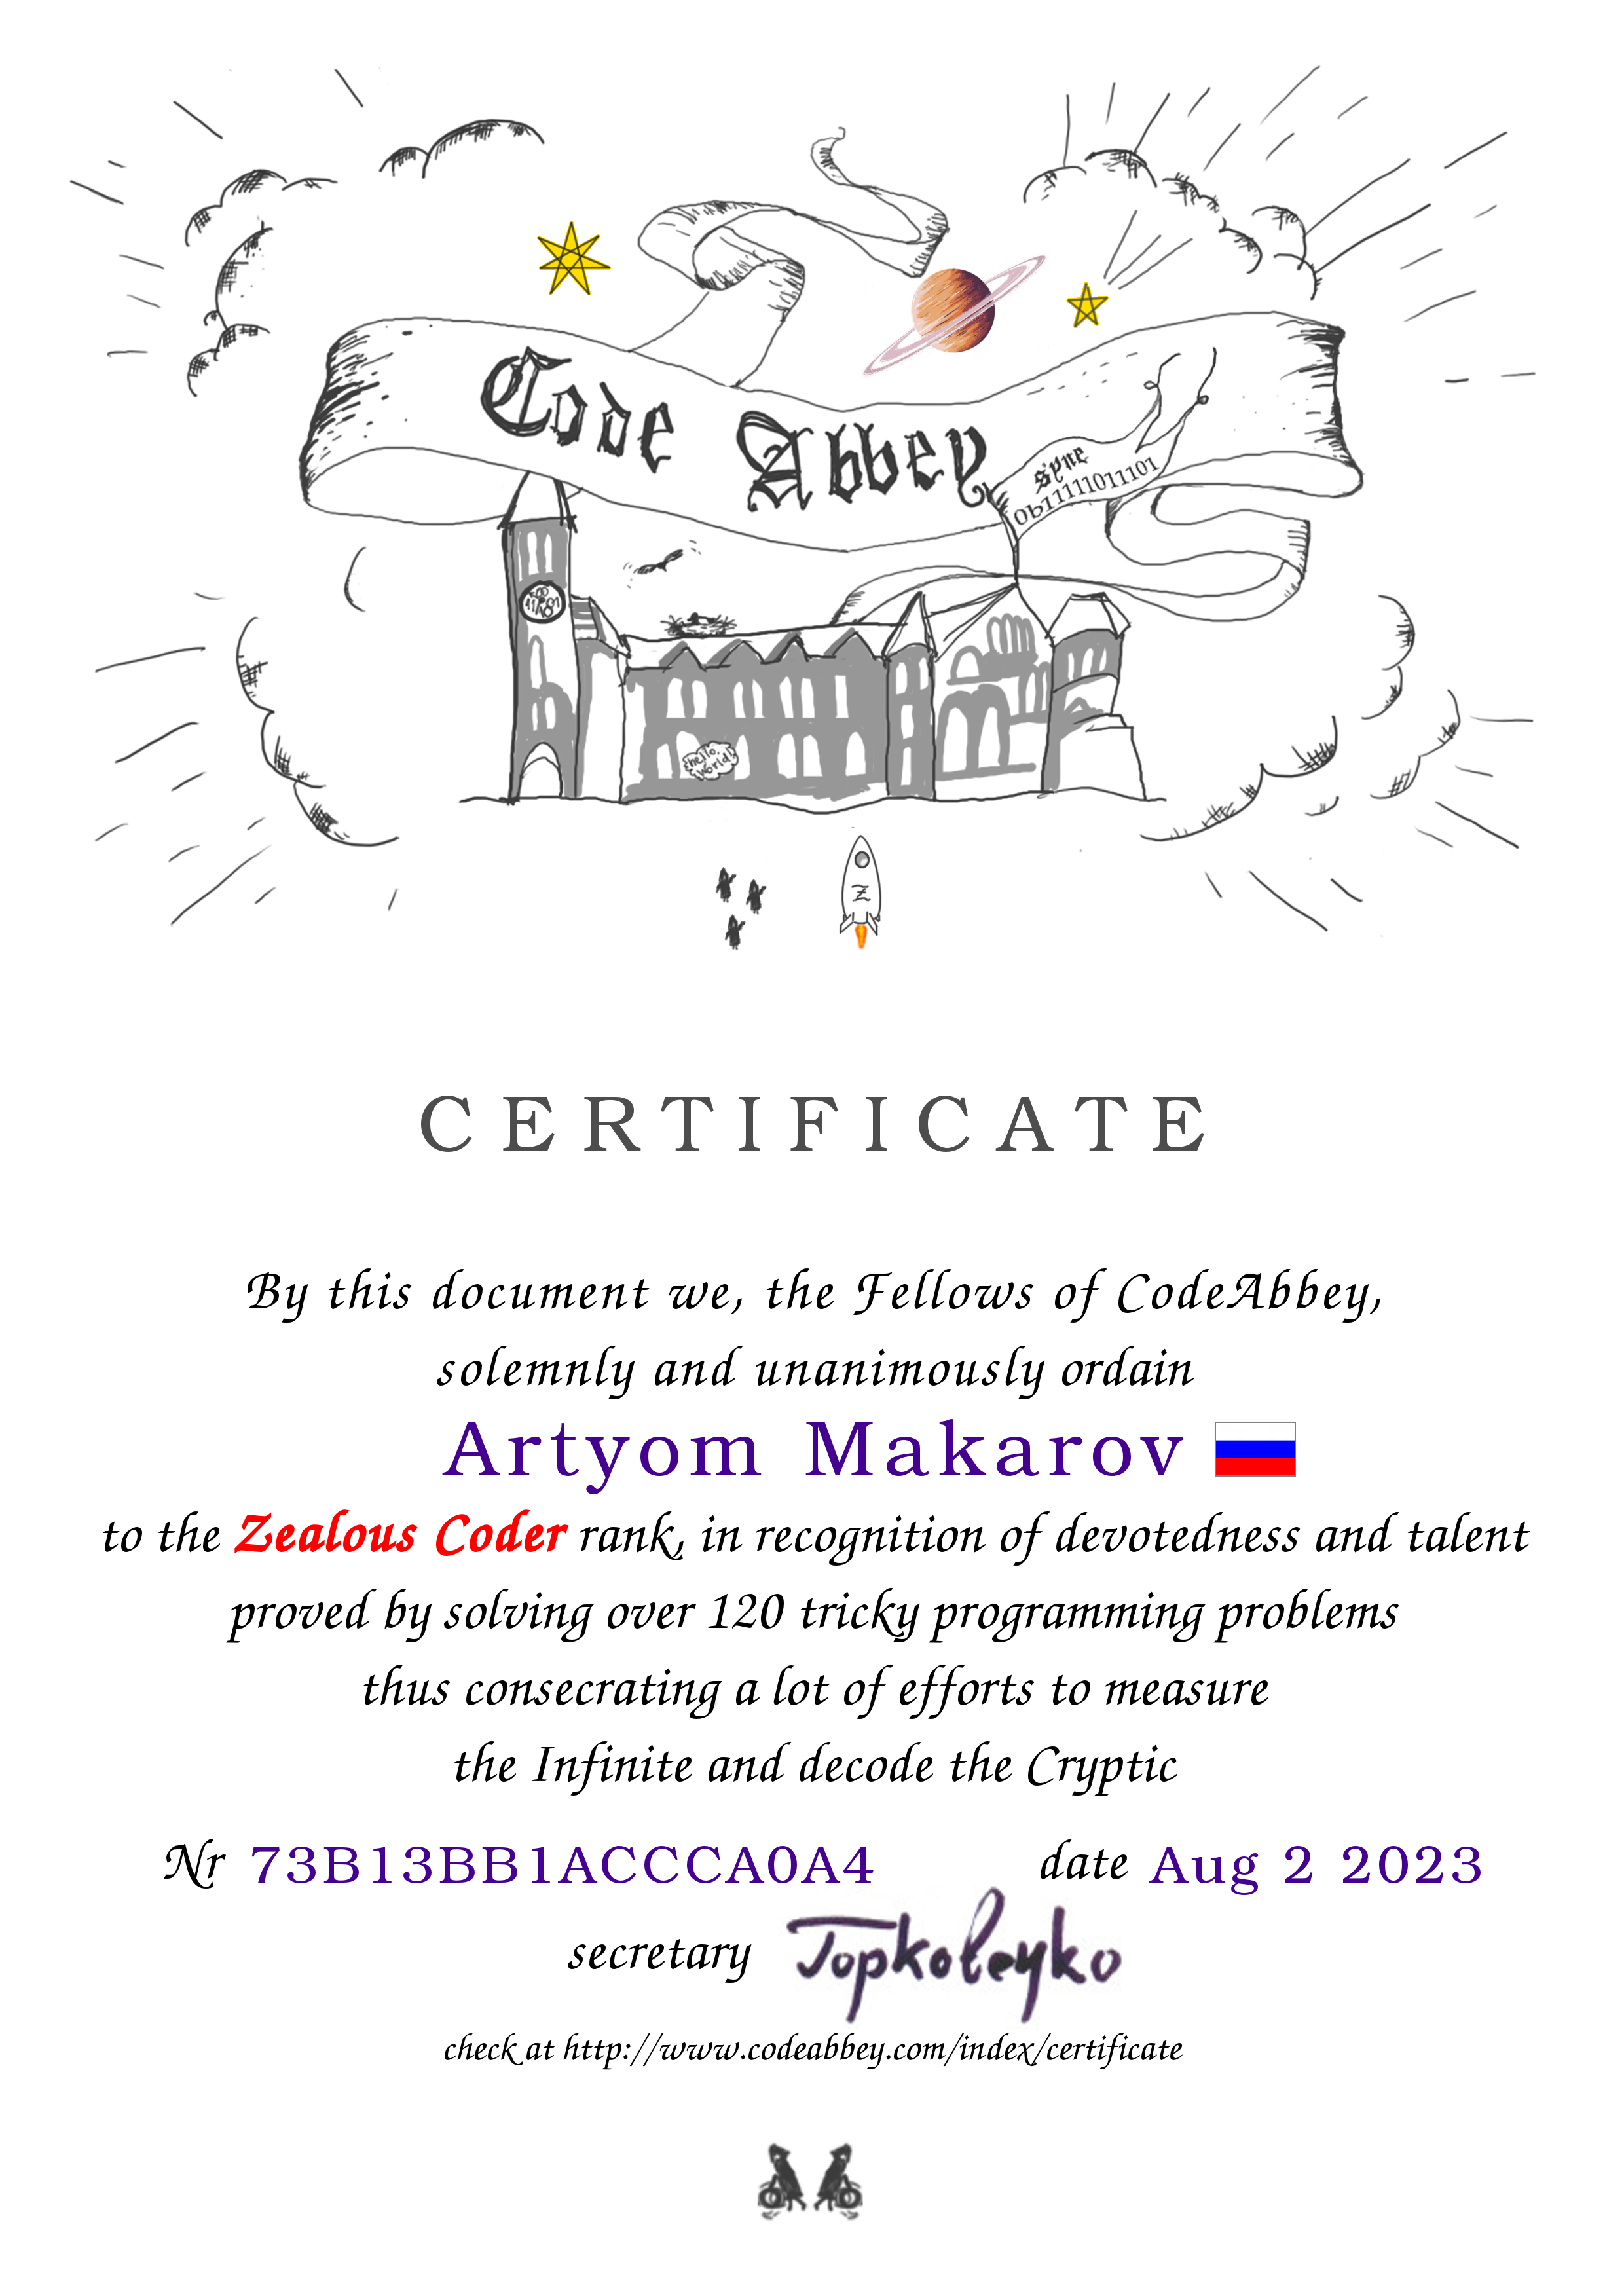 Code Abbey
syne
0b11111011101
hello, world!
Z
CERTIFICATE
By this document we, the Fellows of CodeAbbey,
solemnly and unanimously ordain
Artyom Makarov
to the Zealous Coder rank, in recognition of devotedness and talent
proved by solving over 120 tricky programming problems
thus consecrating a lot of efforts to measure
the Infinite and decode the Cryptic
Nr 73B13BB1ACCCA0A4 date Aug 2 2023
secretary
check at http://www.codeabbey.com/index/certificate